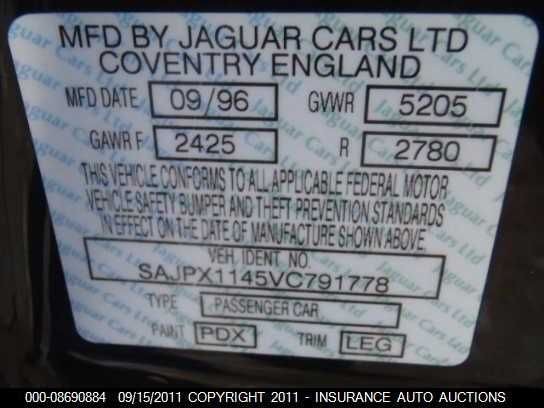 MFD BY JAGUAR CARS LTD
COVENTRY ENGLAND
MFD DATE 09/96 GVWR 5205
GAWR F 2425 R 2780
THIS VEHICLE CONFORMS TO ALL APPLICABLE FEDERAL MOTOR
VEHICLE SAFETY BUMPER AND THEFT PREVENTION STANDARDS
IN EFFECT ON THE DATE OF MANUFACTURE SHOWN ABOVE.
VEH. IDENT NO.
SAJPX1145VC791778
TYPE PASSENGER CAR
PAINT PDX TRIM LEG
000-08690884 09/15/2011 COPYRIGHT 2011 - INSURANCE AUTO AUCTIONS